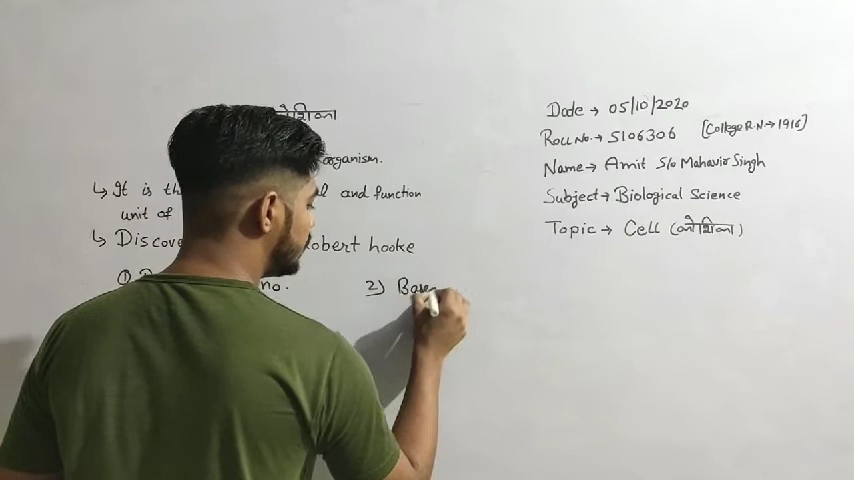 organism.
↳ It is the and function
unit of
↳ Discove Robert hooke
① no. 2) Base
Date → 05/10/2020
Roll No. → 5106306 [College R.N → 1916]
Name → Amit S/o Mahavir Singh
Subject → Biological Science
Topic → Cell (कोशिका)